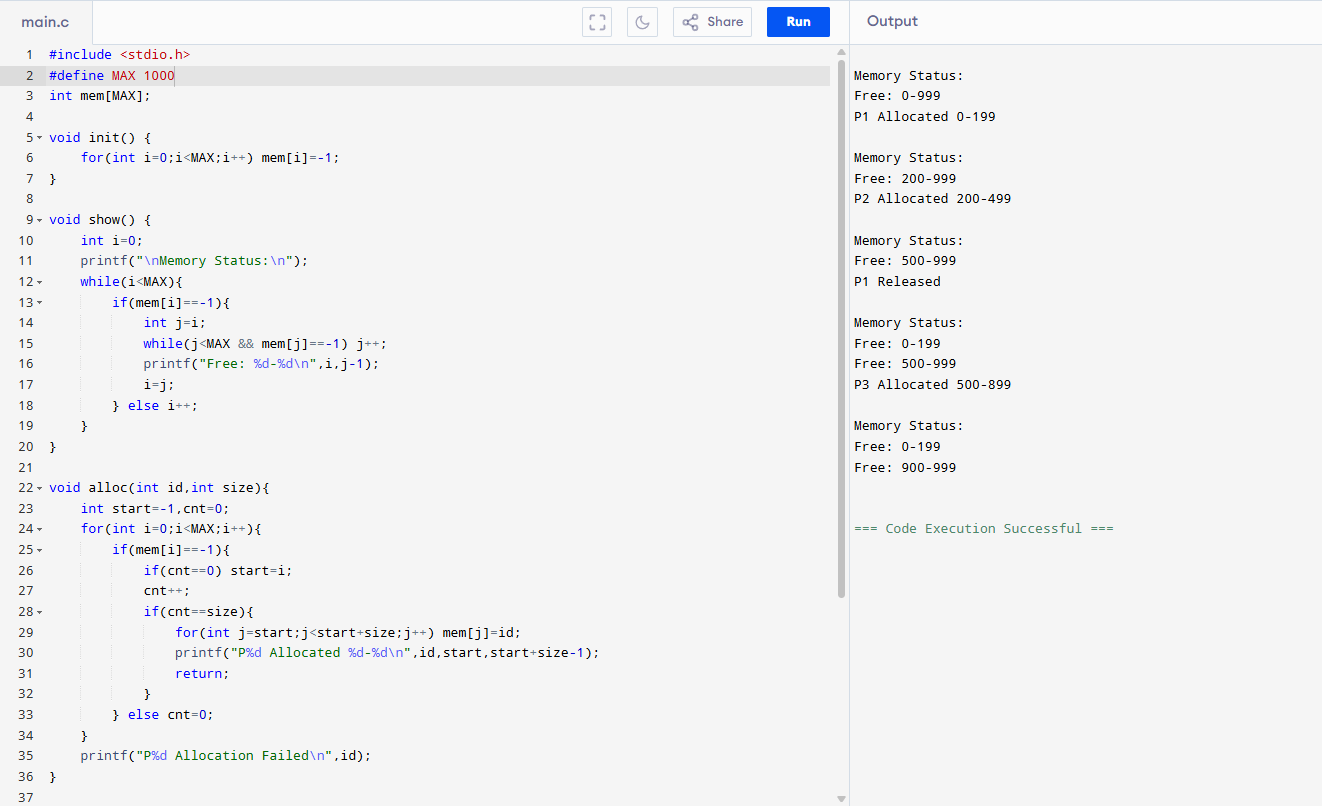 main.c
Share
Run
Output
1 #include <stdio.h>
2 #define MAX 1000
3 int mem[MAX];
4
5 void init() {
6     for(int i=0;i<MAX;i++) mem[i]=-1;
7 }
8
9 void show() {
10     int i=0;
11     printf("\nMemory Status:\n");
12     while(i<MAX){
13         if(mem[i]==-1){
14             int j=i;
15             while(j<MAX && mem[j]==-1) j++;
16             printf("Free: %d-%d\n",i,j-1);
17             i=j;
18         } else i++;
19     }
20 }
21
22 void alloc(int id,int size){
23     int start=-1,cnt=0;
24     for(int i=0;i<MAX;i++){
25         if(mem[i]==-1){
26             if(cnt==0) start=i;
27             cnt++;
28             if(cnt==size){
29                 for(int j=start;j<start+size;j++) mem[j]=id;
30                 printf("P%d Allocated %d-%d\n",id,start,start+size-1);
31                 return;
32             }
33         } else cnt=0;
34     }
35     printf("P%d Allocation Failed\n",id);
36 }
37
Memory Status:
Free: 0-999
P1 Allocated 0-199
Memory Status:
Free: 200-999
P2 Allocated 200-499
Memory Status:
Free: 500-999
P1 Released
Memory Status:
Free: 0-199
Free: 500-999
P3 Allocated 500-899
Memory Status:
Free: 0-199
Free: 900-999
=== Code Execution Successful ===